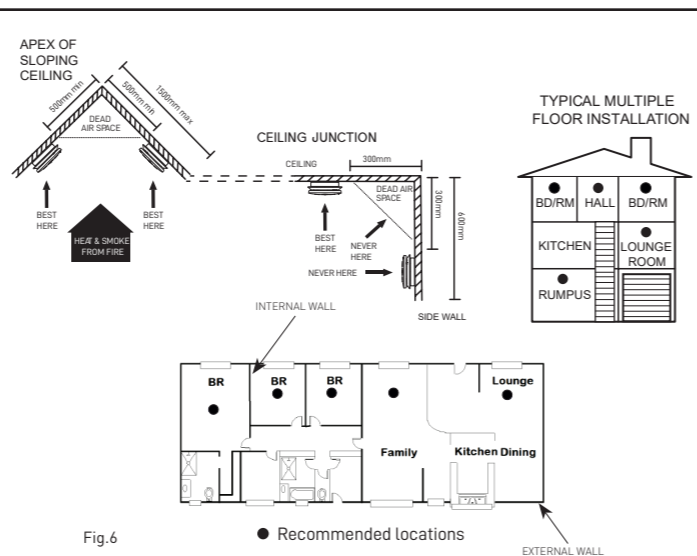 APEX OF
SLOPING
CEILING
500mm min
500mm min
1500mm max
DEAD
AIR SPACE
BEST
HERE
BEST
HERE
HEAT & SMOKE
FROM FIRE
CEILING JUNCTION
CEILING
300mm
DEAD AIR
SPACE
300mm
600mm
BEST
HERE
NEVER
HERE
NEVER HERE
SIDE WALL
TYPICAL MULTIPLE
FLOOR INSTALLATION
BD/RM
HALL
BD/RM
KITCHEN
LOUNGE
ROOM
RUMPUS
INTERNAL WALL
BR
BR
BR
Lounge
Family
Kitchen Dining
Fig.6
Recommended locations
EXTERNAL WALL